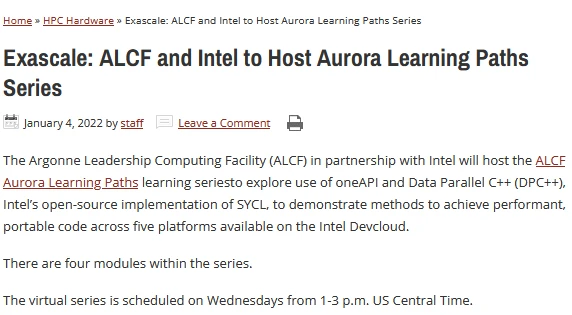 Home » HPC Hardware » Exascale: ALCF and Intel to Host Aurora Learning Paths Series
Exascale: ALCF and Intel to Host Aurora Learning Paths
Series
January 4, 2022 by staff Leave a Comment
The Argonne Leadership Computing Facility (ALCF) in partnership with Intel will host the ALCF
Aurora Learning Paths learning seriesto explore use of oneAPI and Data Parallel C++ (DPC++),
Intel's open-source implementation of SYCL, to demonstrate methods to achieve performant,
portable code across five platforms available on the Intel Devcloud.
There are four modules within the series.
The virtual series is scheduled on Wednesdays from 1-3 p.m. US Central Time.